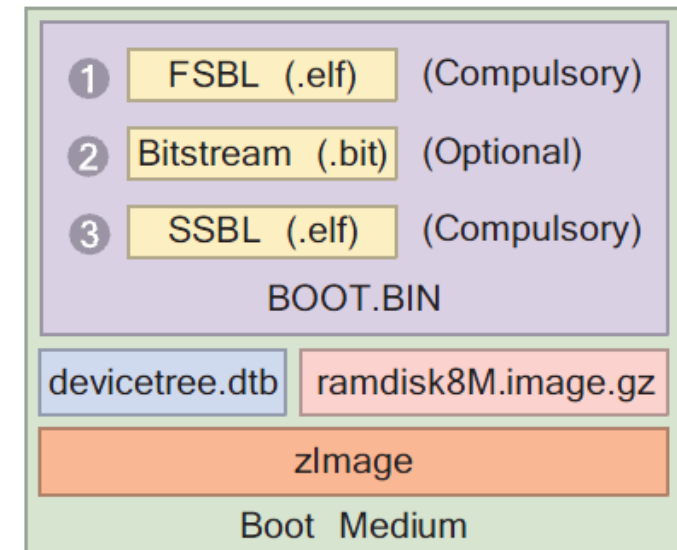 1 FSBL (.elf) (Compulsory)
2 Bitstream (.bit) (Optional)
3 SSBL (.elf) (Compulsory)
BOOT.BIN
devicetree.dtb ramdisk8M.image.gz
zImage
Boot Medium